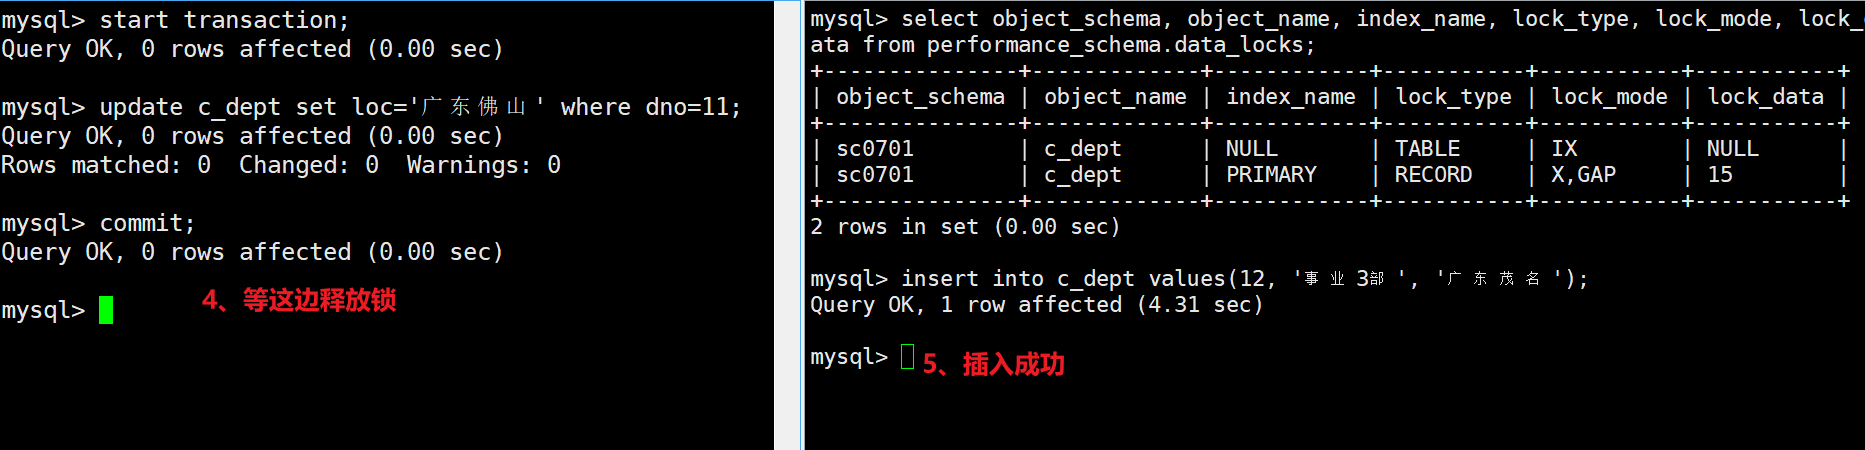 mysql> start transaction;
Query OK, 0 rows affected (0.00 sec)
mysql> update c_dept set loc='广东佛山' where dno=11;
Query OK, 0 rows affected (0.00 sec)
Rows matched: 0  Changed: 0  Warnings: 0
mysql> commit;
Query OK, 0 rows affected (0.00 sec)
mysql>
4、等这边释放锁
mysql> select object_schema, object_name, index_name, lock_type, lock_mode, lock_d
ata from performance_schema.data_locks;
+---------------+-------------+------------+-----------+-----------+-----------+
| object_schema | object_name | index_name | lock_type | lock_mode | lock_data |
+---------------+-------------+------------+-----------+-----------+-----------+
| sc0701        | c_dept      | NULL       | TABLE     | IX        | NULL      |
| sc0701        | c_dept      | PRIMARY    | RECORD    | X,GAP     | 15        |
+---------------+-------------+------------+-----------+-----------+-----------+
2 rows in set (0.00 sec)
mysql> insert into c_dept values(12, '事业3部', '广东茂名');
Query OK, 1 row affected (4.31 sec)
mysql>
5、插入成功